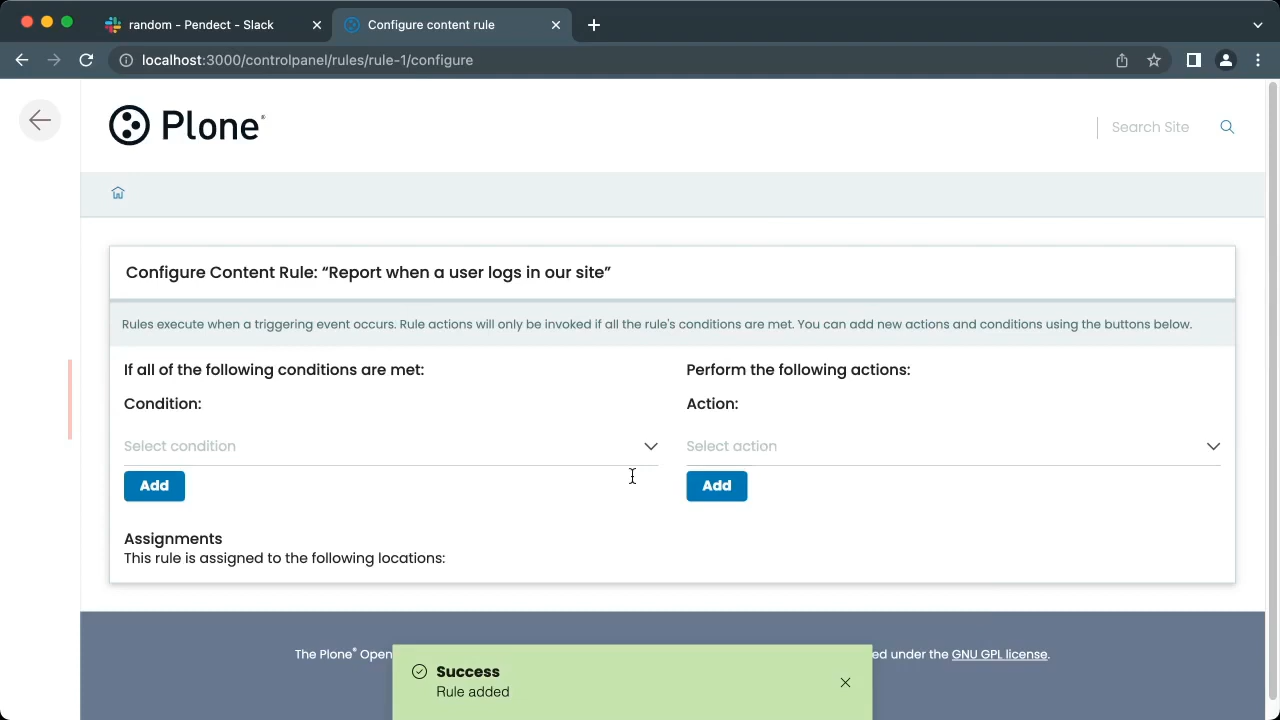 random - Pendect - Slack
Configure content rule
localhost:3000/controlpanel/rules/rule-1/configure
Plone®
Search Site
Configure Content Rule: “Report when a user logs in our site”
Rules execute when a triggering event occurs. Rule actions will only be invoked if all the rule's conditions are met. You can add new actions and conditions using the buttons below.
If all of the following conditions are met:
Perform the following actions:
Condition:
Action:
Select condition
Select action
Add
Add
Assignments
This rule is assigned to the following locations:
The Plone® Open
ed under the GNU GPL license.
Success
Rule added